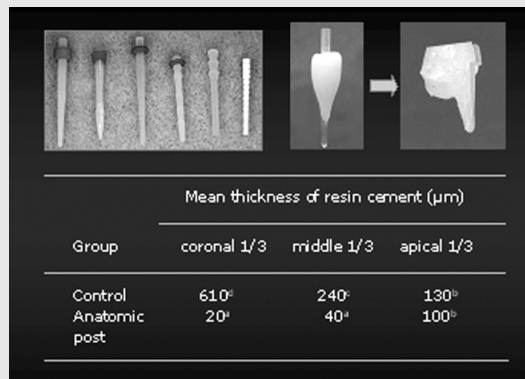 Mean thickness of resin cement (µm)
Group coronal 1/3 middle 1/3 apical 1/3
Control 610ᵈ 240ᶜ 130ᵇ
Anatomic post 20ᵃ 40ᵃ 100ᵇ